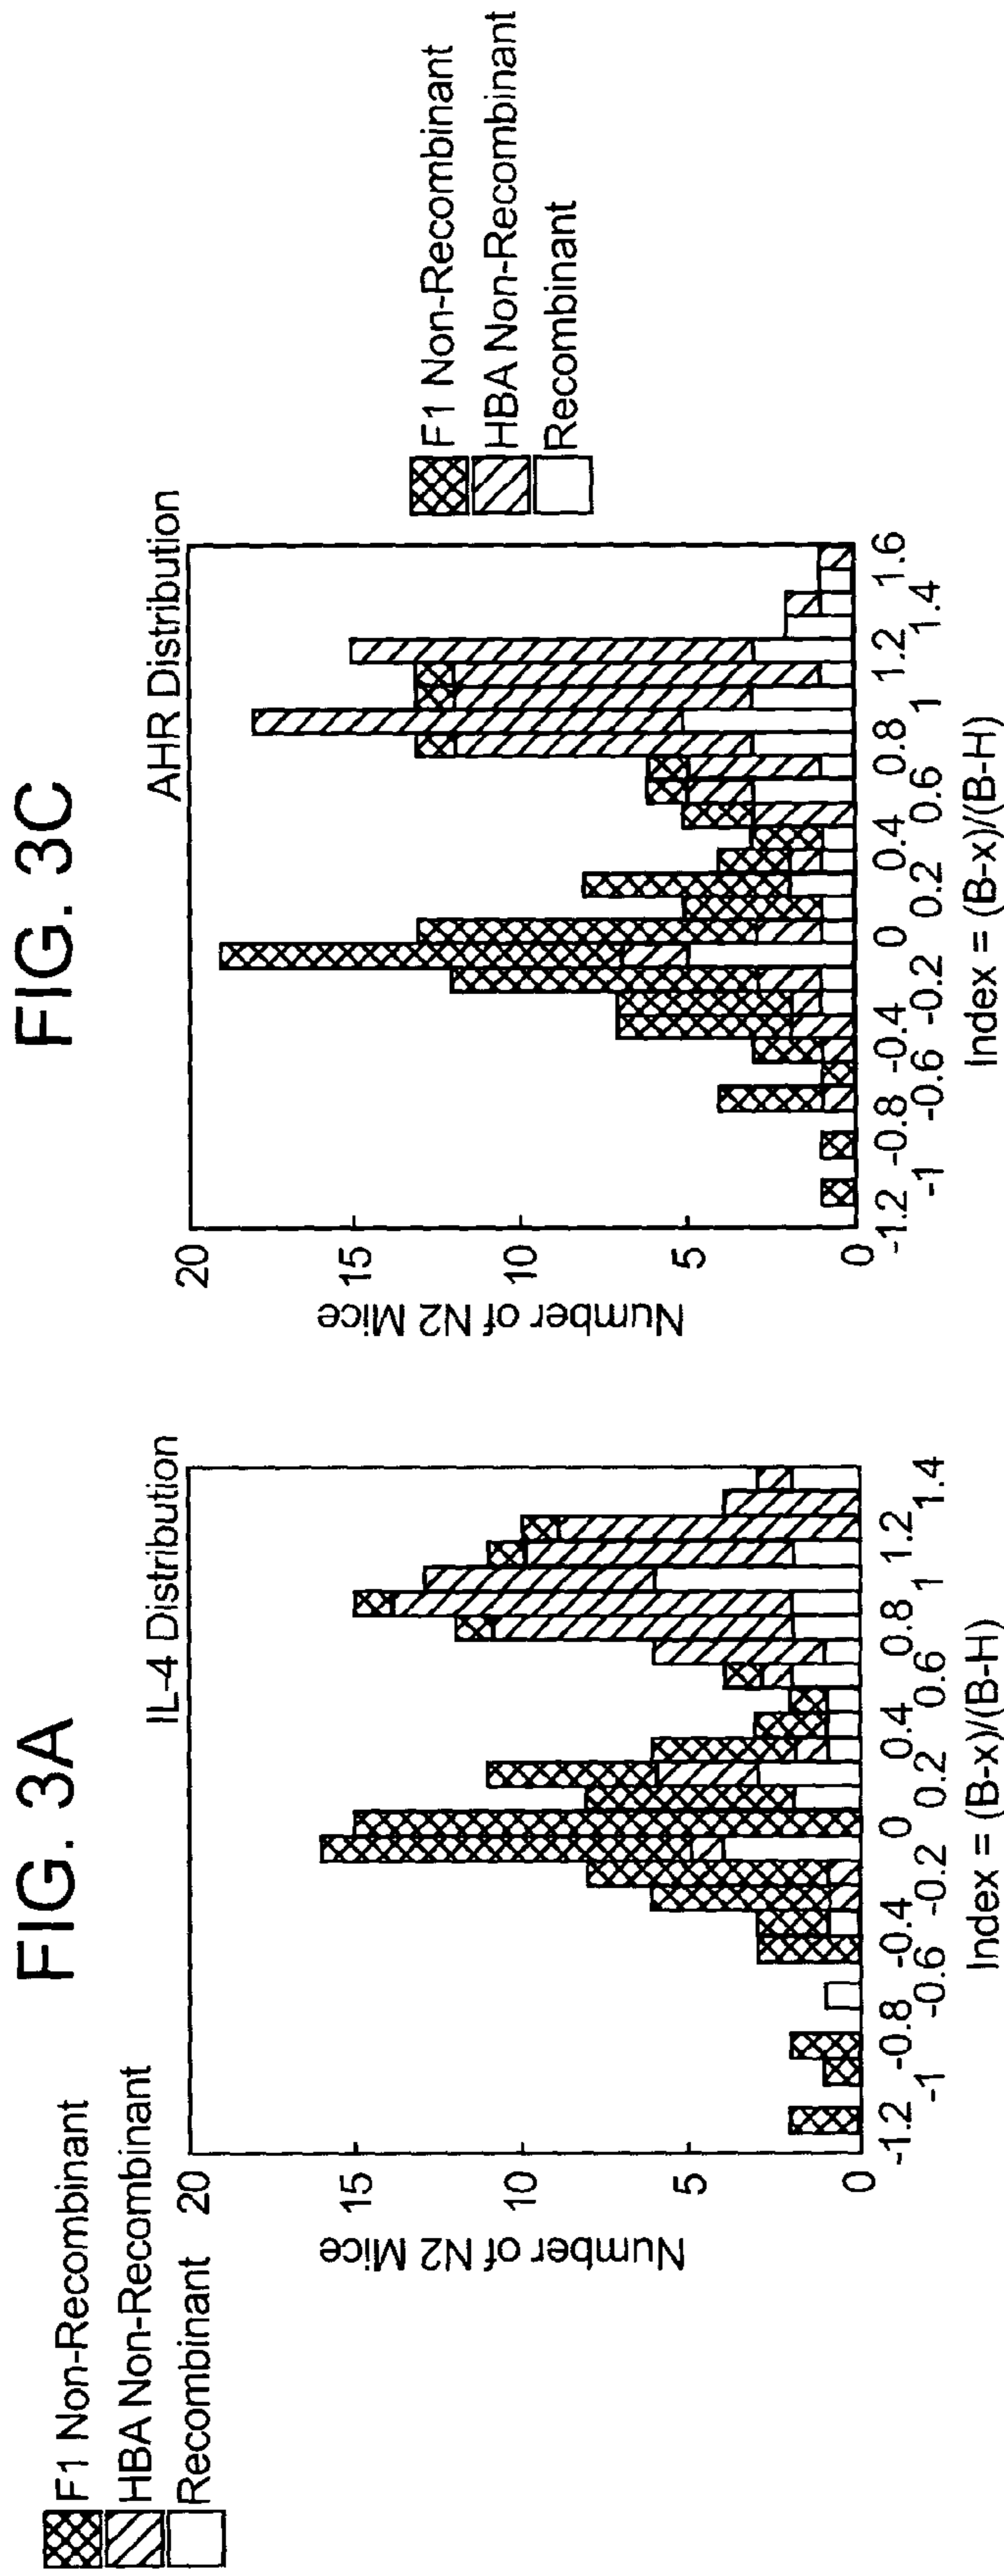 FIG. 3A
F1 Non-Recombinant
HBA Non-Recombinant
Recombinant
IL-4 Distribution
Number of N2 Mice
20
15
10
5
0
-1.2
-1
-0.8
-0.6
-0.4
-0.2
0
0.2
0.4
0.6
0.8
1
1.2
1.4
Index = (B-x)/(B-H)
FIG. 3C
AHR Distribution
Number of N2 Mice
20
15
10
5
0
-1.2
-1
-0.8
-0.6
-0.4
-0.2
0
0.2
0.4
0.6
0.8
1
1.2
1.4
1.6
Index = (B-x)/(B-H)
F1 Non-Recombinant
HBA Non-Recombinant
Recombinant